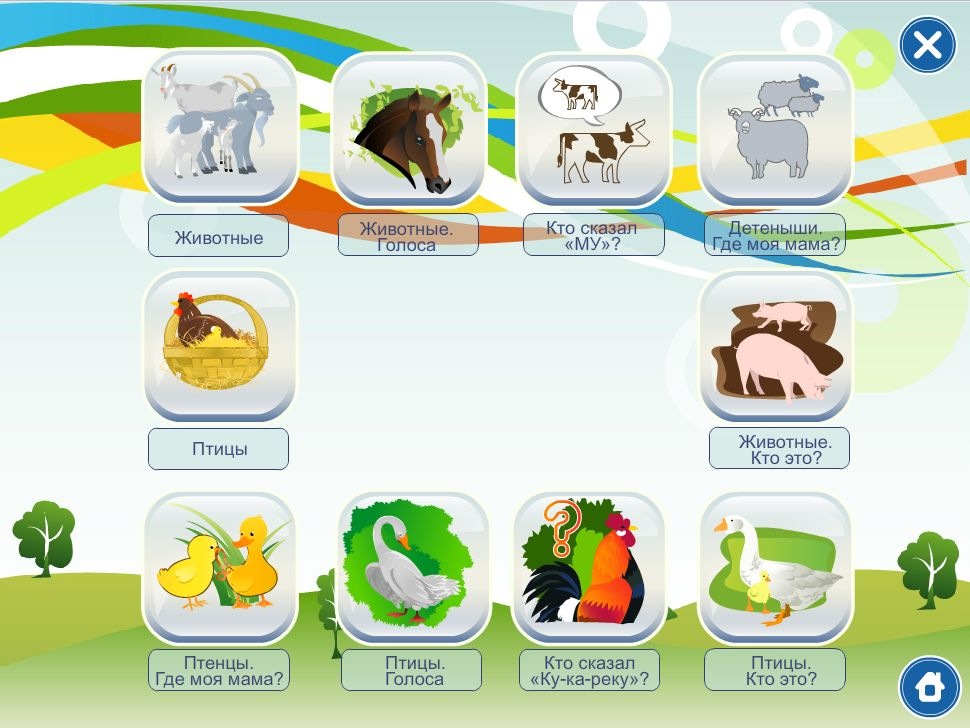 Животные
Животные.
Голоса
Кто сказал
«МУ»?
Детеныши.
Где моя мама?
Птицы
Животные.
Кто это?
Птенцы.
Где моя мама?
Птицы.
Голоса
Кто сказал
«Ку-ка-реку»?
Птицы.
Кто это?